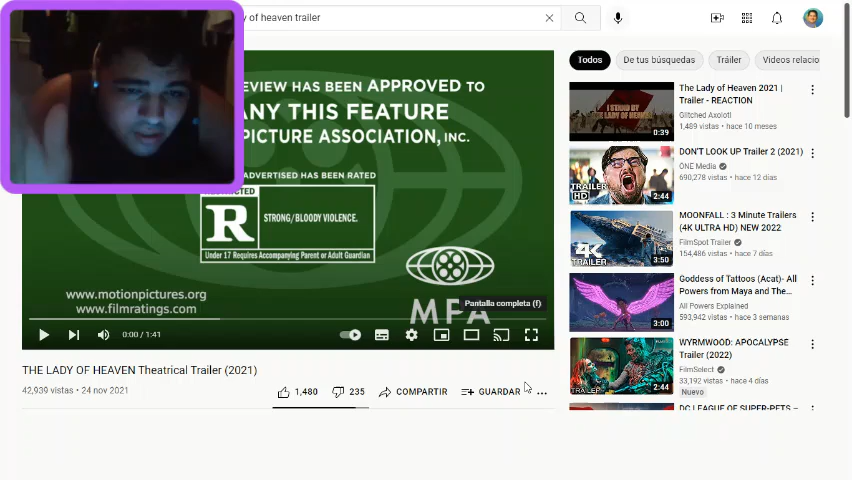 y of heaven trailer
EVIEW HAS BEEN APPROVED TO
ANY THIS FEATURE
PICTURE ASSOCIATION, INC.
ADVERTISED HAS BEEN RATED
RESTRICTED
R
STRONG/BLOODY VIOLENCE.
Under 17 Requires Accompanying Parent or Adult Guardian
www.motionpictures.org
www.filmratings.com
MPA
Pantalla completa (f)
0:00 / 1:41
THE LADY OF HEAVEN Theatrical Trailer (2021)
42,939 vistas • 24 nov 2021
1,480
235
COMPARTIR
GUARDAR
Todos
De tus búsquedas
Tráiler
Videos relacio
I STAND BY
THE LADY OF HEAVEN
0:39
The Lady of Heaven 2021 |
Trailer - REACTION
Glitched Axolotl
1,489 vistas • hace 10 meses
TRAILER
HD
2:44
DON'T LOOK UP Trailer 2 (2021)
ONE Media
690,278 vistas • hace 12 días
4K
TRAILER
3:50
MOONFALL : 3 Minute Trailers
(4K ULTRA HD) NEW 2022
FilmSpot Trailer
154,486 vistas • hace 7 días
3:00
Goddess of Tattoos (Acat)- All
Powers from Maya and The...
All Powers Explained
593,942 vistas • hace 3 semanas
TRAILER
2:44
WYRMWOOD: APOCALYPSE
Trailer (2022)
FilmSelect
33,192 vistas • hace 4 días
Nuevo
DC LEAGUE OF SUPER-PETS –